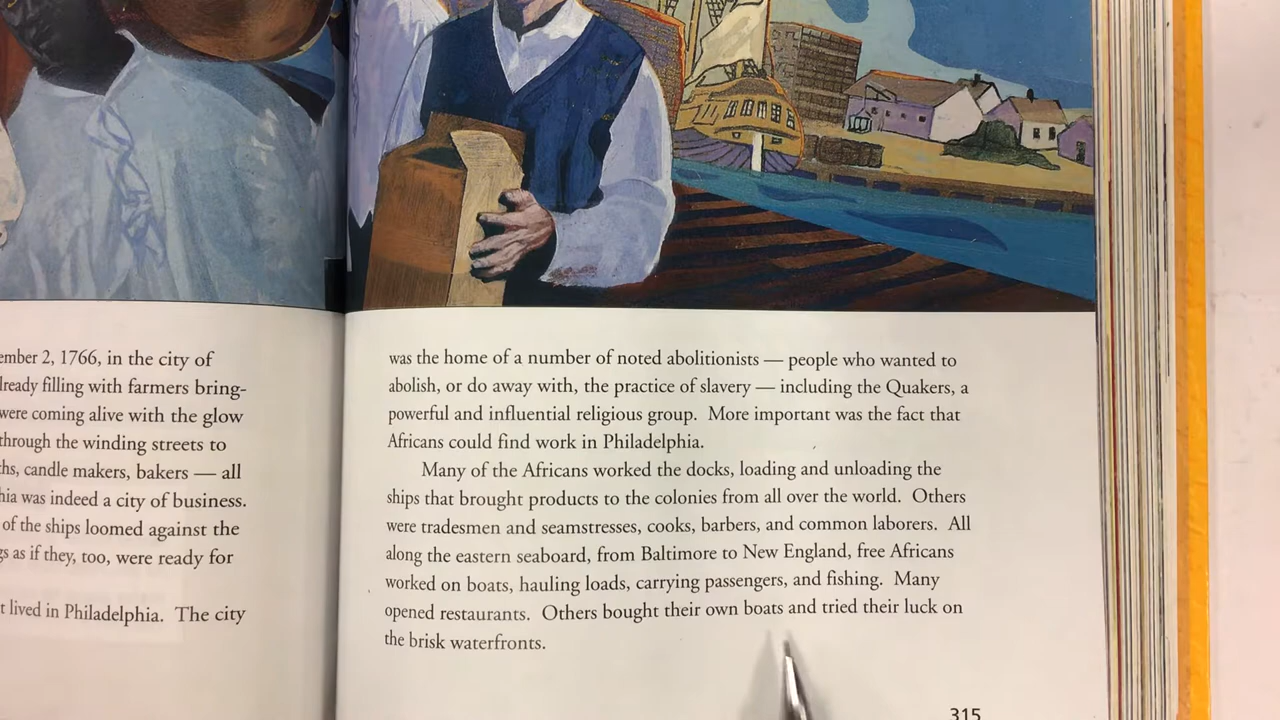 2, 1766, in the city of
filling with farmers bring-
were coming alive with the glow
through the winding streets to
candle makers, bakers — all
was indeed a city of business.
of the ships loomed against the
as if they, too, were ready for
lived in Philadelphia. The city
was the home of a number of noted abolitionists — people who wanted to
abolish, or do away with, the practice of slavery — including the Quakers, a
powerful and influential religious group. More important was the fact that
Africans could find work in Philadelphia.
Many of the Africans worked the docks, loading and unloading the
ships that brought products to the colonies from all over the world. Others
were tradesmen and seamstresses, cooks, barbers, and common laborers. All
along the eastern seaboard, from Baltimore to New England, free Africans
worked on boats, hauling loads, carrying passengers, and fishing. Many
opened restaurants. Others bought their own boats and tried their luck on
the brisk waterfronts.
315